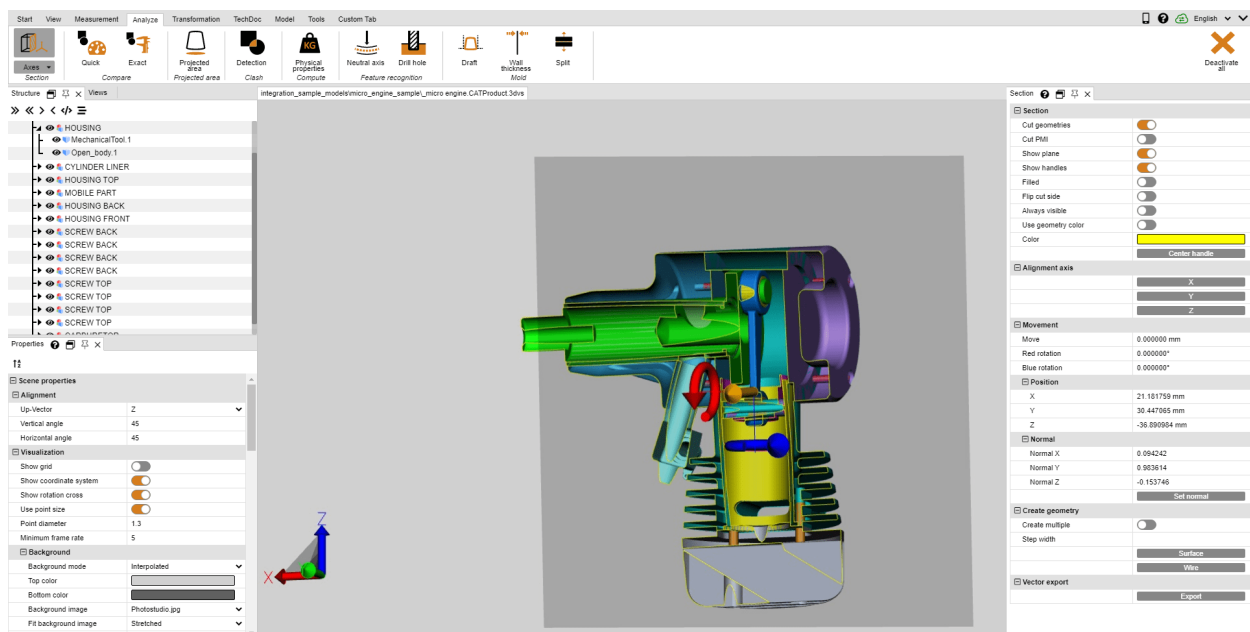 Start View Measurement Analyze Transformation TechDoc Model Tools Custom Tab English
Axes
Section
Quick
Exact
Compare
Projected area
Projected area
Detection
Clash
KG
Physical properties
Compute
Neutral axis
Drill hole
Feature recognition
Draft
Wall thickness
Split
Mold
Deactivate all
Structure Views
HOUSING
MechanicalTool.1
Open_body.1
CYLINDER LINER
HOUSING TOP
MOBILE PART
HOUSING BACK
HOUSING FRONT
SCREW BACK
SCREW BACK
SCREW BACK
SCREW BACK
SCREW TOP
SCREW TOP
SCREW TOP
SCREW TOP
CARBURETOR
Properties
Scene properties
Alignment
Up-Vector Z
Vertical angle 45
Horizontal angle 45
Visualization
Show grid
Show coordinate system
Show rotation cross
Use point size
Point diameter 1.3
Minimum frame rate 5
Background
Background mode Interpolated
Top color
Bottom color
Background image Photostudio.jpg
Fit background image Stretched
integration_sample_models\micro_engine_sample\_micro engine.CATProduct.3dvs
Z
X
Section
Section
Cut geometries
Cut PMI
Show plane
Show handles
Filled
Flip cut side
Always visible
Use geometry color
Color
Center handle
Alignment axis
X
Y
Z
Movement
Move 0.000000 mm
Red rotation 0.000000°
Blue rotation 0.000000°
Position
X 21.181759 mm
Y 30.447065 mm
Z -36.890984 mm
Normal
Normal X 0.094242
Normal Y 0.983614
Normal Z -0.153746
Set normal
Create geometry
Create multiple
Step width
Surface
Wire
Vector export
Export